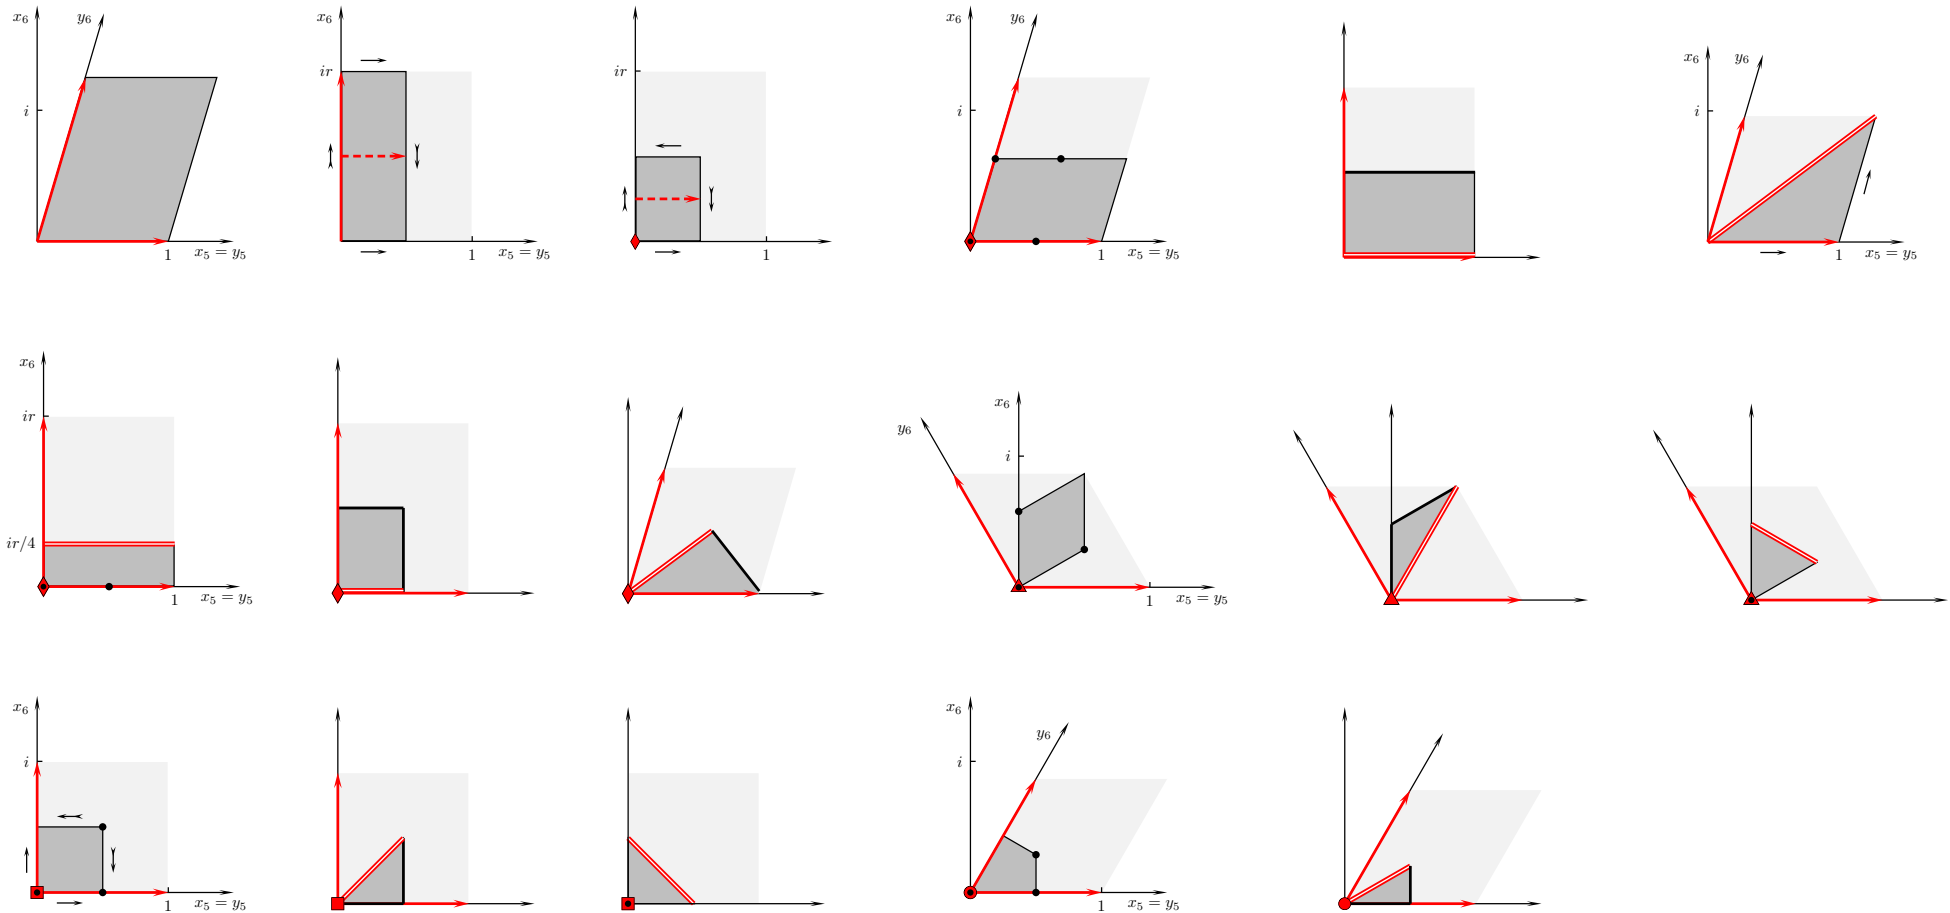 x₆ y₆
i
1 x₅ = y₅
x₆
ir
1 x₅ = y₅
ir
1
x₆ y₆
i
1 x₅ = y₅
x₆ y₆
i
1 x₅ = y₅
x₆
ir
ir/4
1 x₅ = y₅
x₆
y₆
i
1 x₅ = y₅
x₆
i
1 x₅ = y₅
x₆
y₆
i
1 x₅ = y₅